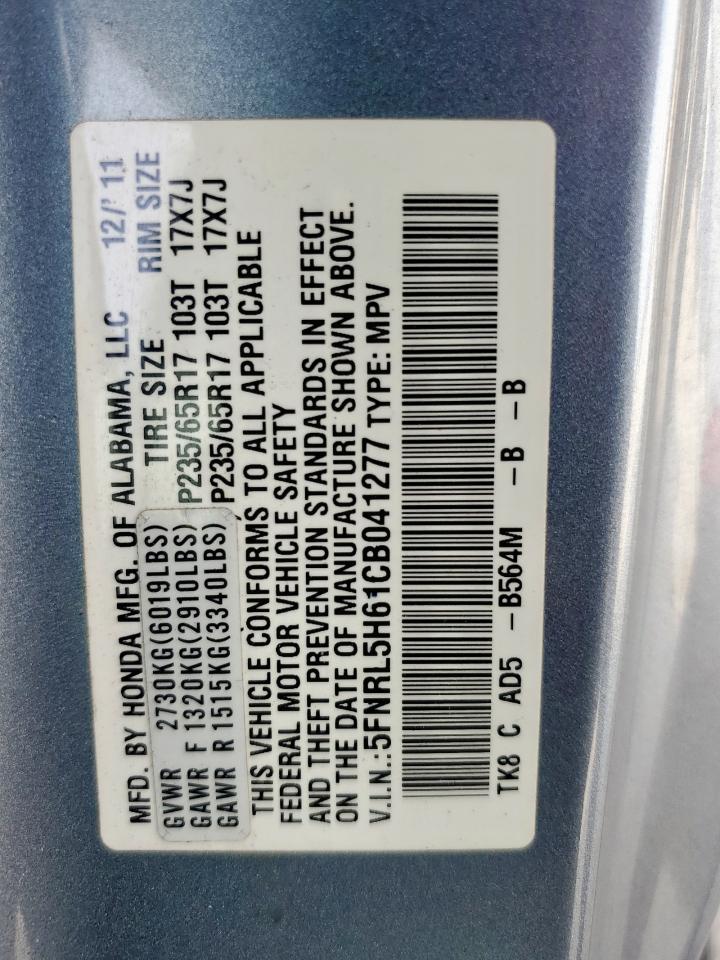 MFD. BY HONDA MFG. OF ALABAMA, LLC 12/'11
TIRE SIZE RIM SIZE
GVWR 2730KG(6019LBS)
GAWR F 1320KG(2910LBS) P235/65R17 103T 17X7J
GAWR R 1515KG(3340LBS) P235/65R17 103T 17X7J
THIS VEHICLE CONFORMS TO ALL APPLICABLE
FEDERAL MOTOR VEHICLE SAFETY
AND THEFT PREVENTION STANDARDS IN EFFECT
ON THE DATE OF MANUFACTURE SHOWN ABOVE.
V.I.N.:5FNRL5H61CB041277 TYPE: MPV
TK8 C AD5 -B564M -B -B